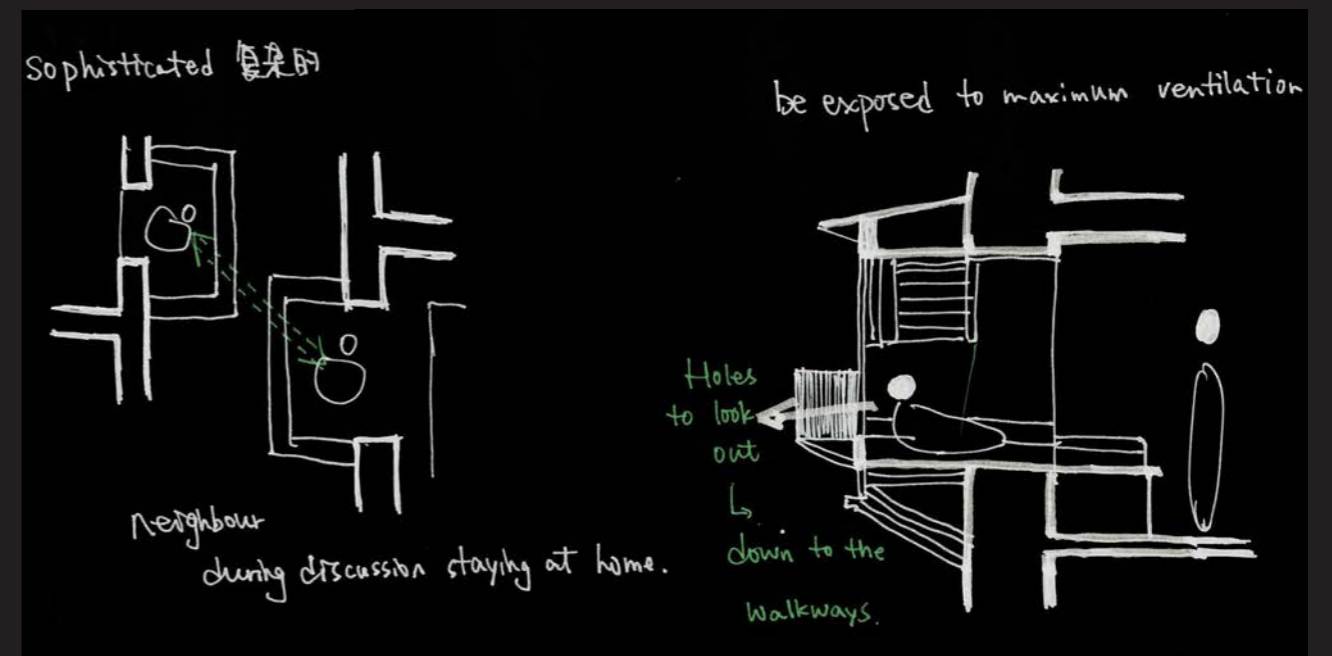 sophisticated 复杂的
be exposed to maximum ventilation
neighbour
during discussion staying at home.
Holes
to look
out
↳
down to the
walkways.